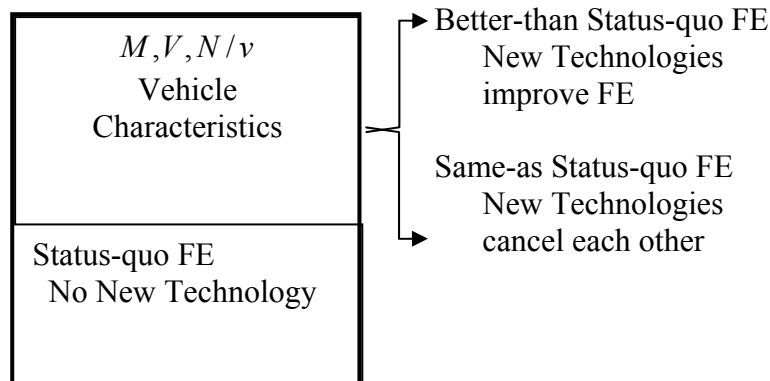 M,V,N/v
Vehicle
Characteristics
Status-quo FE
No New Technology
Better-than Status-quo FE
New Technologies
improve FE
Same-as Status-quo FE
New Technologies
cancel each other